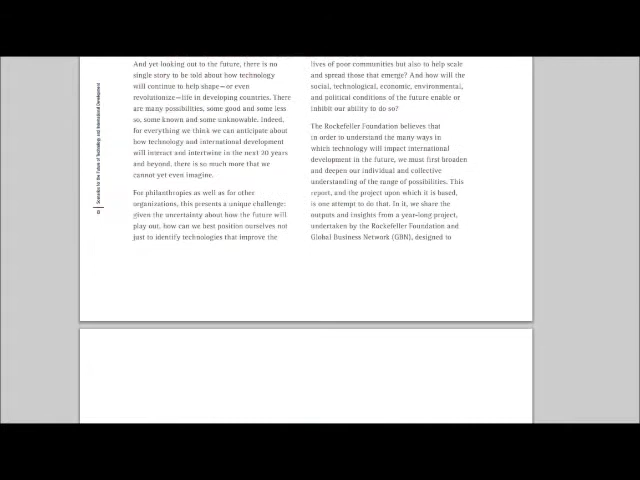 And yet looking out to the future, there is no
single story to be told about how technology
will continue to help shape—or even
revolutionize—life in developing countries. There
are many possibilities, some good and some less
so, some known and some unknowable. Indeed,
for everything we think we can anticipate about
how technology and international development
will interact and intertwine in the next 20 years
and beyond, there is so much more that we
cannot yet even imagine.
For philanthropies as well as for other
organizations, this presents a unique challenge:
given the uncertainty about how the future will
play out, how can we best position ourselves not
just to identify technologies that improve the
lives of poor communities but also to help scale
and spread those that emerge? And how will the
social, technological, economic, environmental,
and political conditions of the future enable or
inhibit our ability to do so?
The Rockefeller Foundation believes that
in order to understand the many ways in
which technology will impact international
development in the future, we must first broaden
and deepen our individual and collective
understanding of the range of possibilities. This
report, and the project upon which it is based,
is one attempt to do that. In it, we share the
outputs and insights from a year-long project,
undertaken by the Rockefeller Foundation and
Global Business Network (GBN), designed to
Scenarios for the Future of Technology and International Development